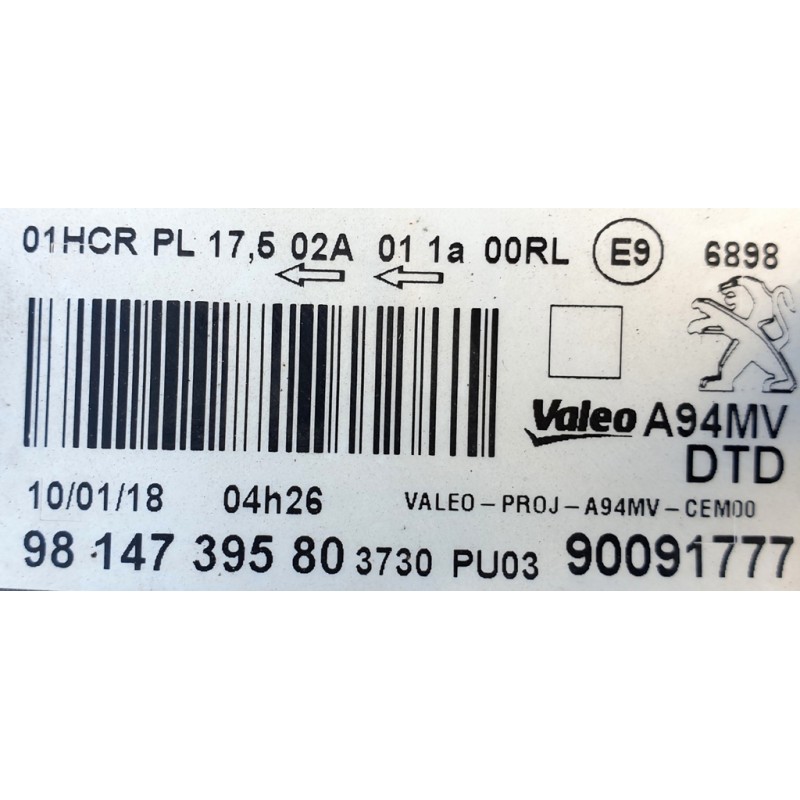 01HCR PL 17,5 02A 01 1a 00RL E9 6898
Valeo A94MV
DTD
10/01/18 04h26 VALEO-PROJ-A94MV-CEM00
98 147 395 80 3730 PU03 90091777